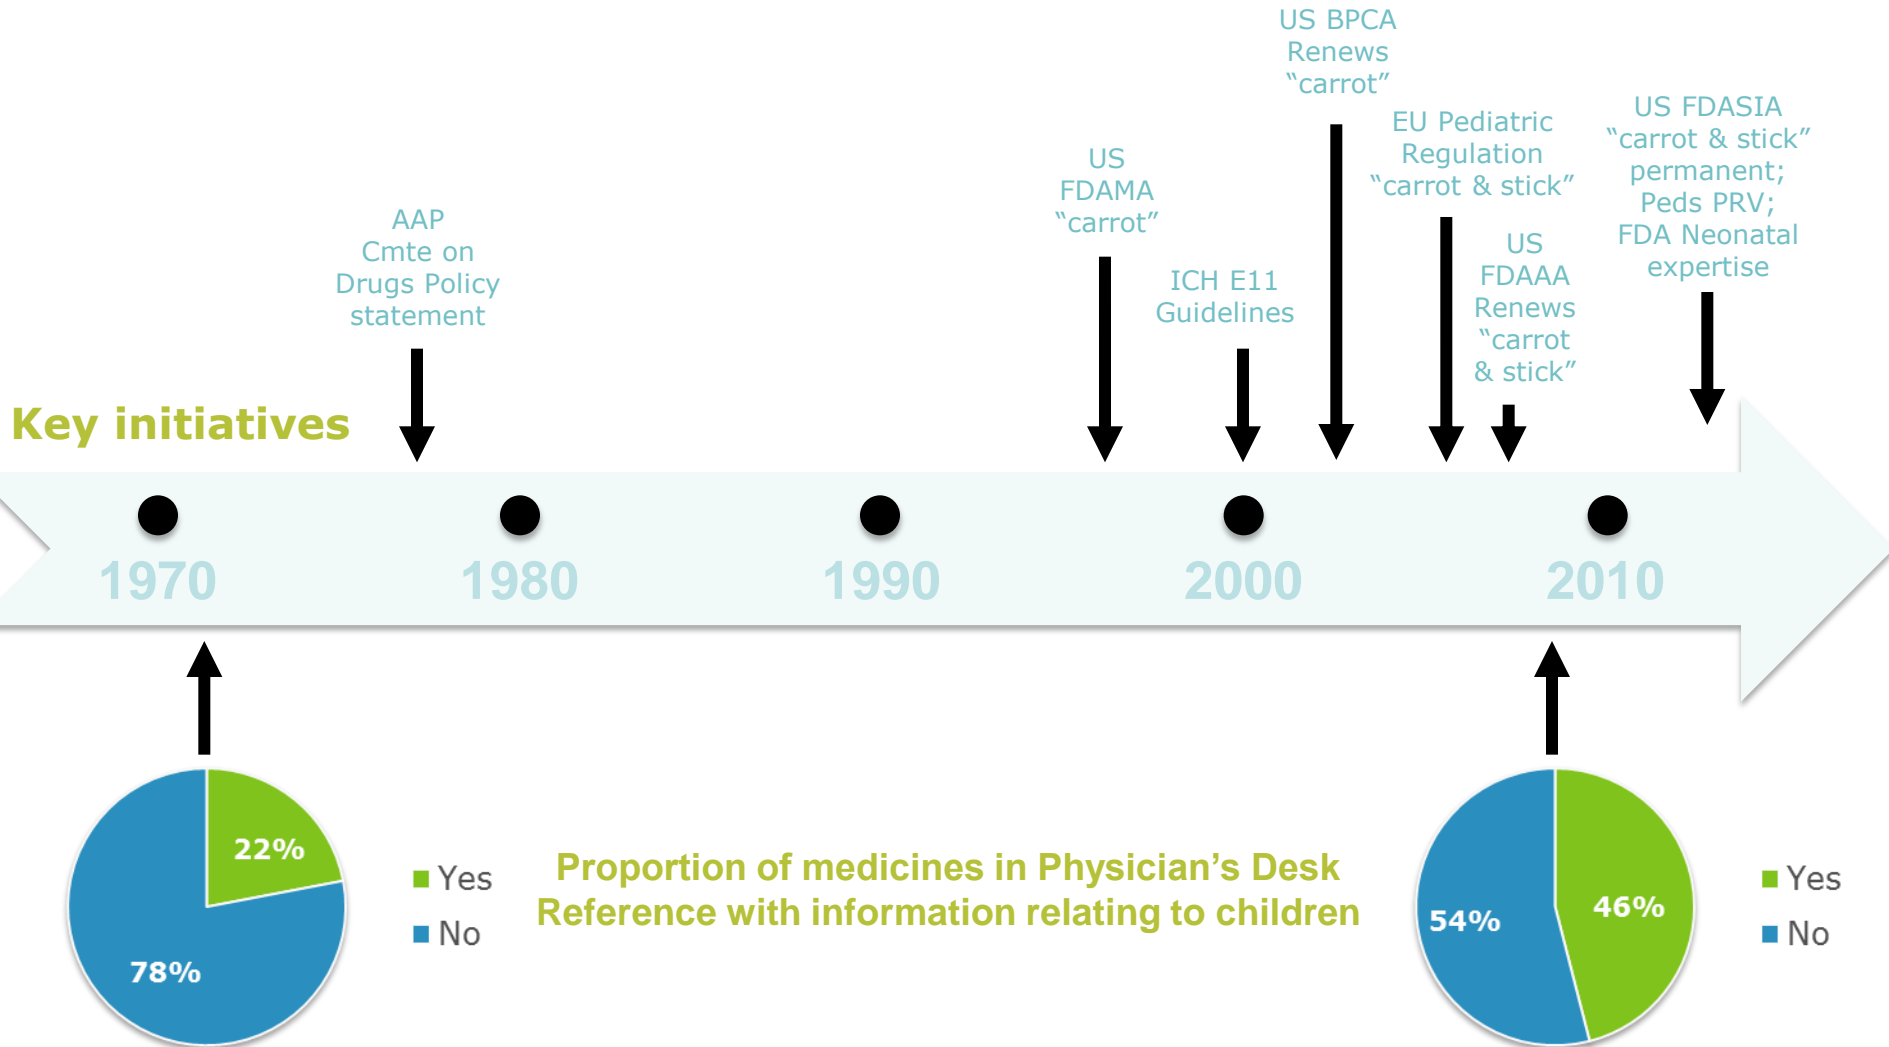 US BPCA
Renews
“carrot”
US FDASIA
“carrot & stick”
permanent;
Peds PRV;
FDA Neonatal
expertise
EU Pediatric
Regulation
“carrot & stick”
US
FDAMA
“carrot”
AAP
Cmte on
Drugs Policy
statement
US
FDAAA
Renews
“carrot
& stick”
ICH E11
Guidelines
Key initiatives
1970
1980
1990
2000
2010
22%
78%
Yes
No
Proportion of medicines in Physician’s Desk
Reference with information relating to children
54%
46%
Yes
No